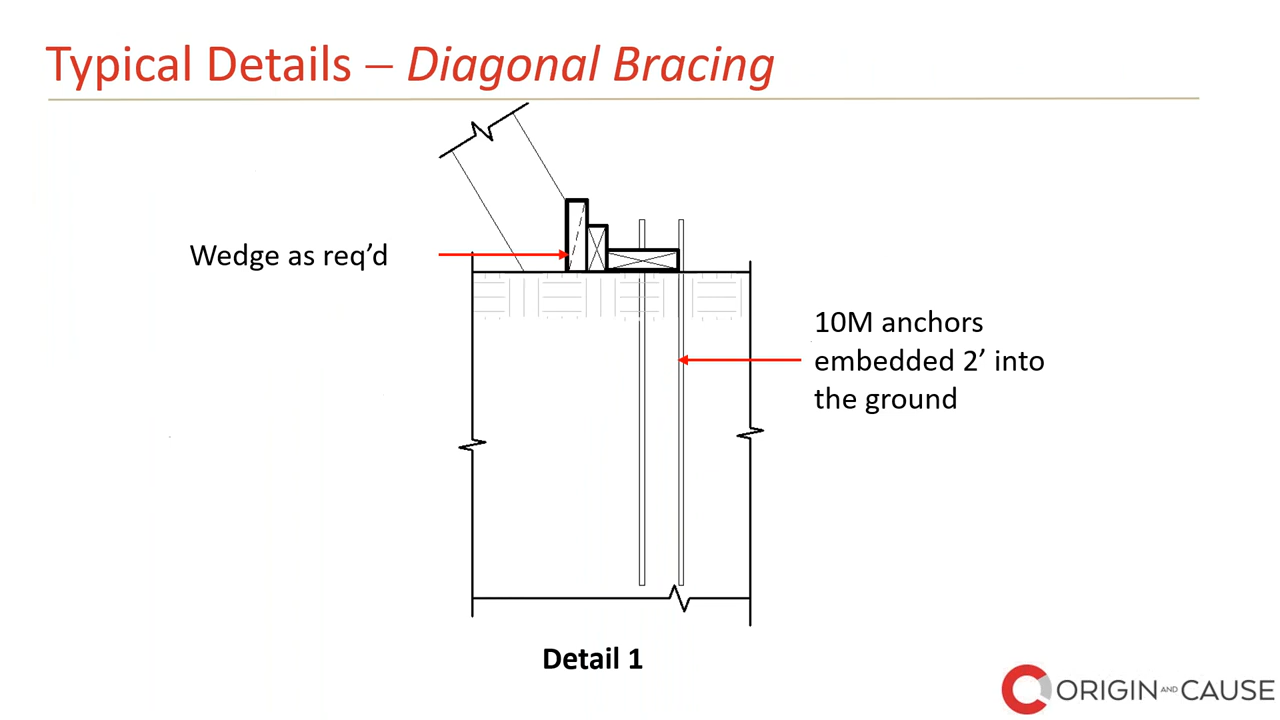 Typical Details – Diagonal Bracing
Wedge as req’d
10M anchors
embedded 2’ into
the ground
Detail 1
ORIGIN AND CAUSE